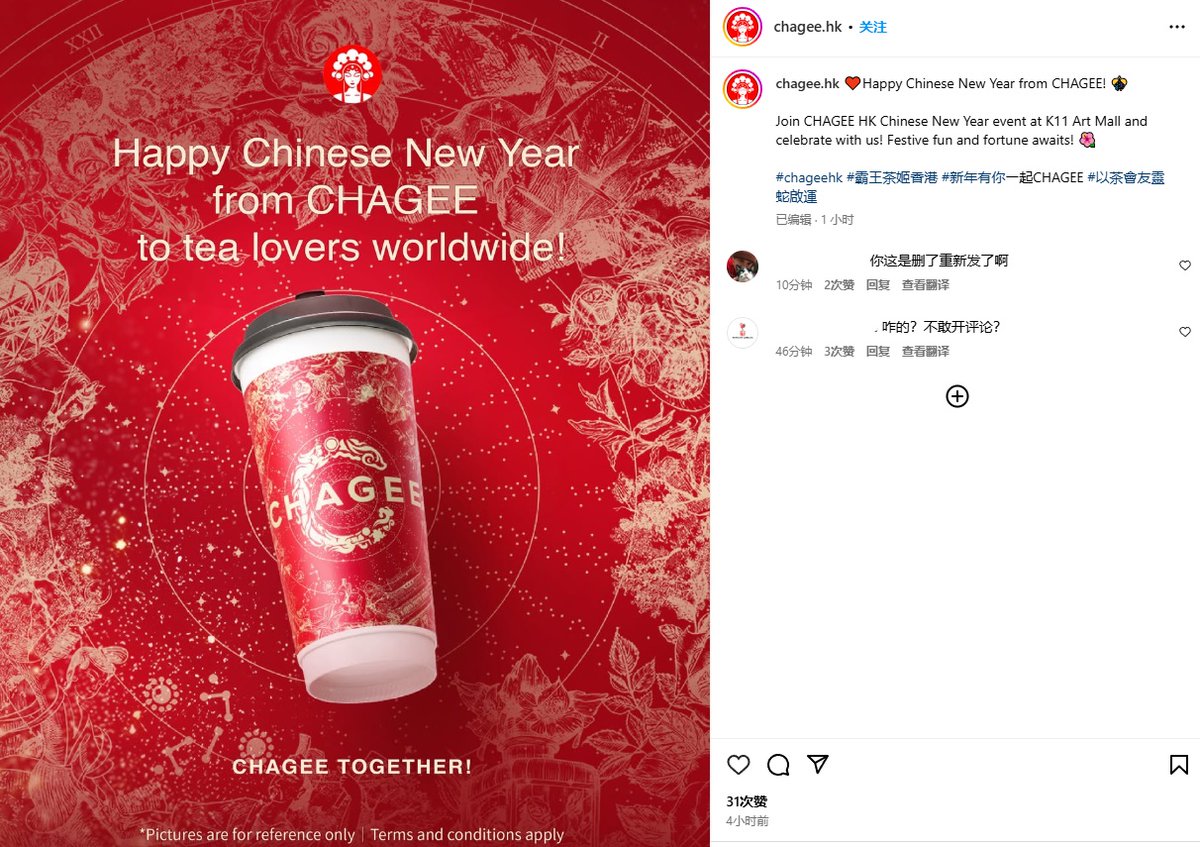 XXII
II
Happy Chinese New Year
from CHAGEE
to tea lovers worldwide!
CHAGEE
CHAGEE TOGETHER!
*Pictures are for reference only | Terms and conditions apply
chagee.hk • 关注
chagee.hk ❤️Happy Chinese New Year from CHAGEE!
Join CHAGEE HK Chinese New Year event at K11 Art Mall and
celebrate with us! Festive fun and fortune awaits! 🌺
#chageehk #霸王茶姬香港 #新年有你一起CHAGEE #以茶會友靈
蛇啟運
已编辑 · 1 小时
你这是删了重新发了啊
10分钟 2次赞 回复 查看翻译
. 咋的？不敢开评论？
46分钟 3次赞 回复 查看翻译
31次赞
4小时前